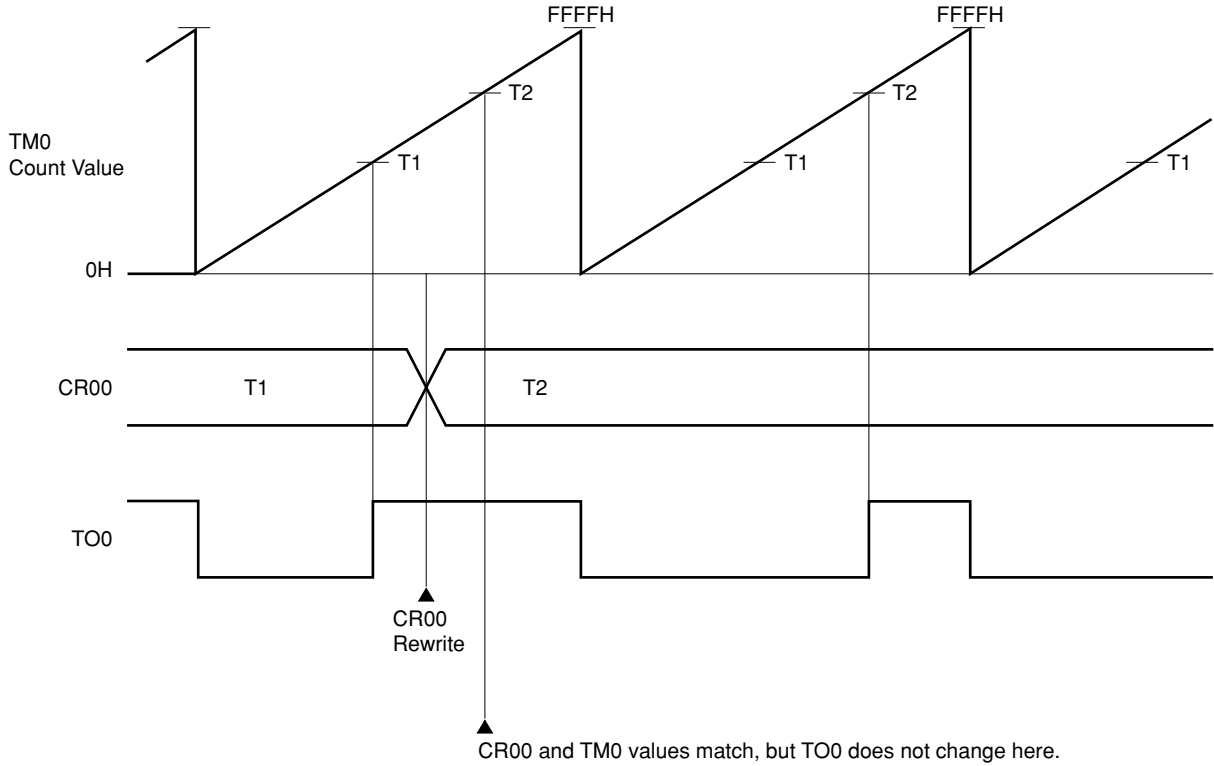 FFFFH
FFFFH
T2
T2
TM0
Count Value
T1
T1
T1
0H
CR00
T1
T2
TO0
CR00
Rewrite
CR00 and TM0 values match, but TO0 does not change here.